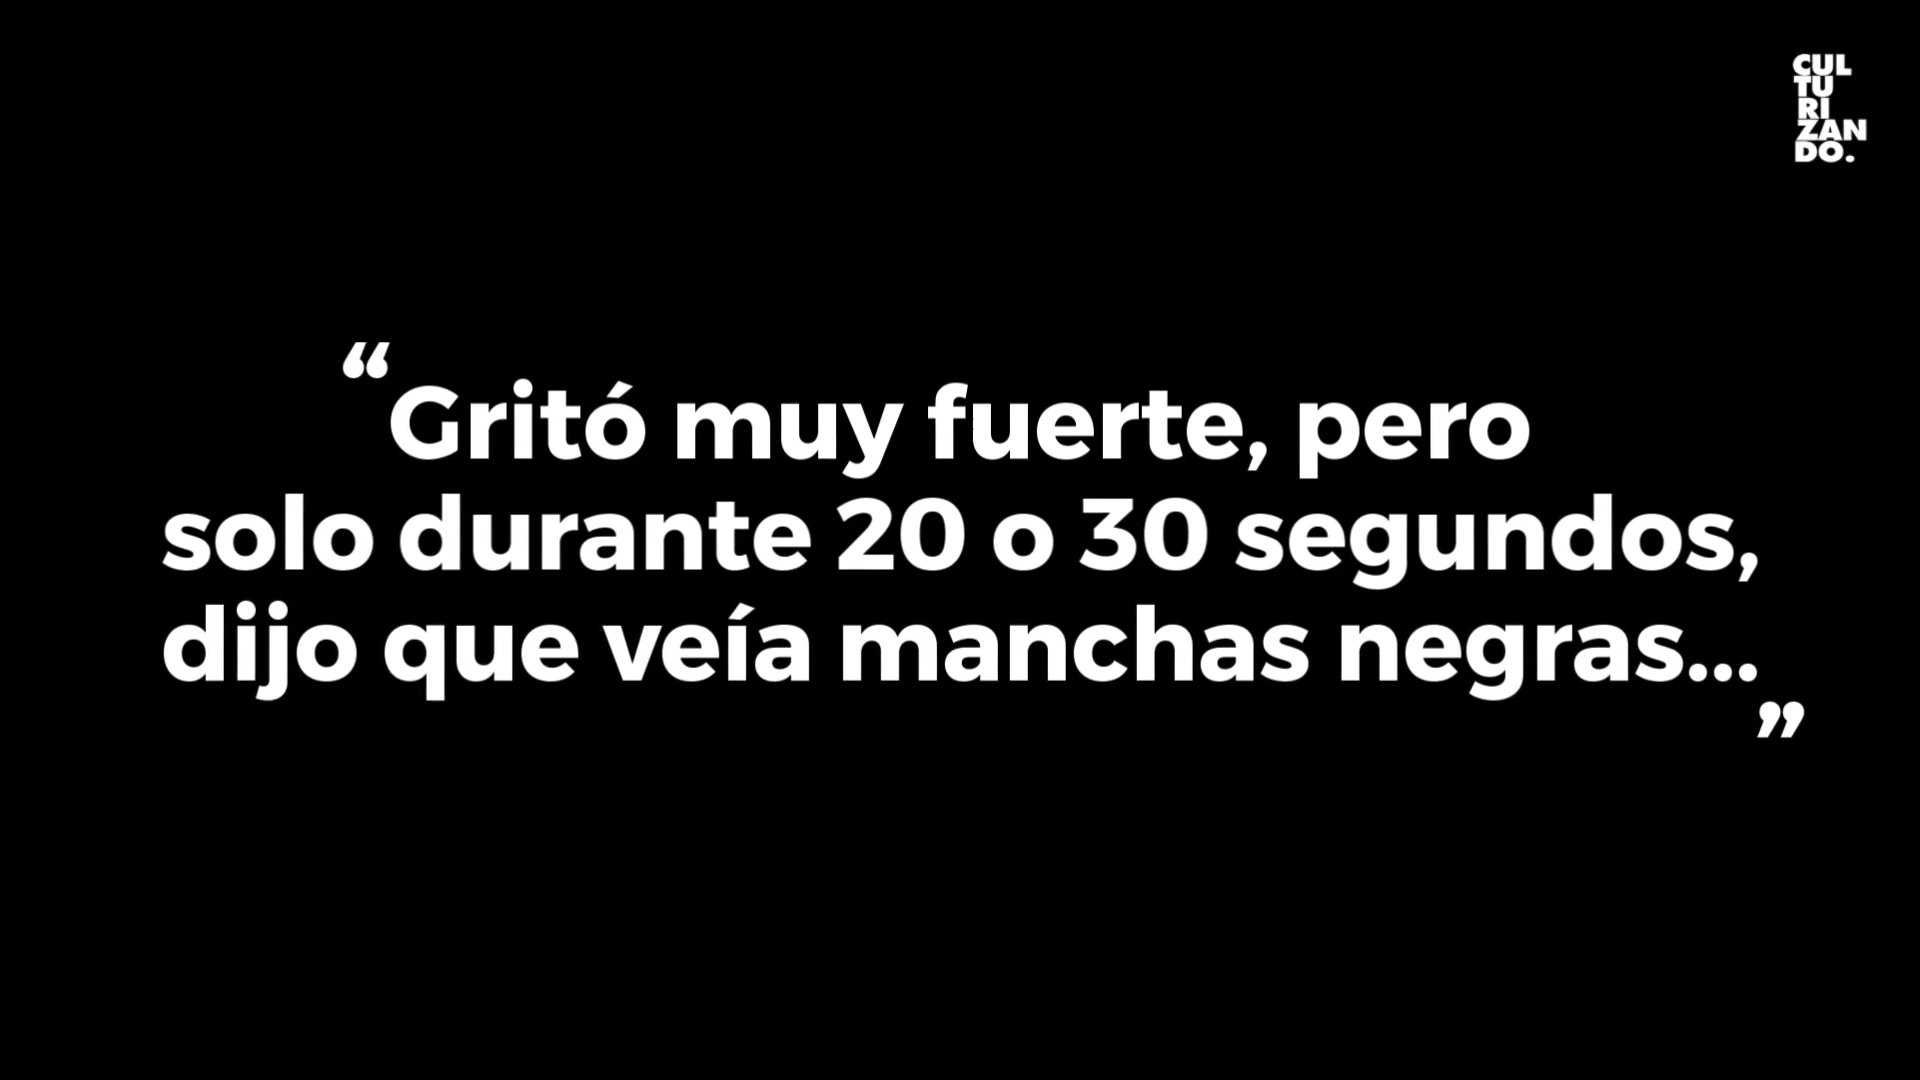 CUL
TU
RI
ZAN
DO.
“Gritó muy fuerte, pero
solo durante 20 o 30 segundos,
dijo que veía manchas negras...”